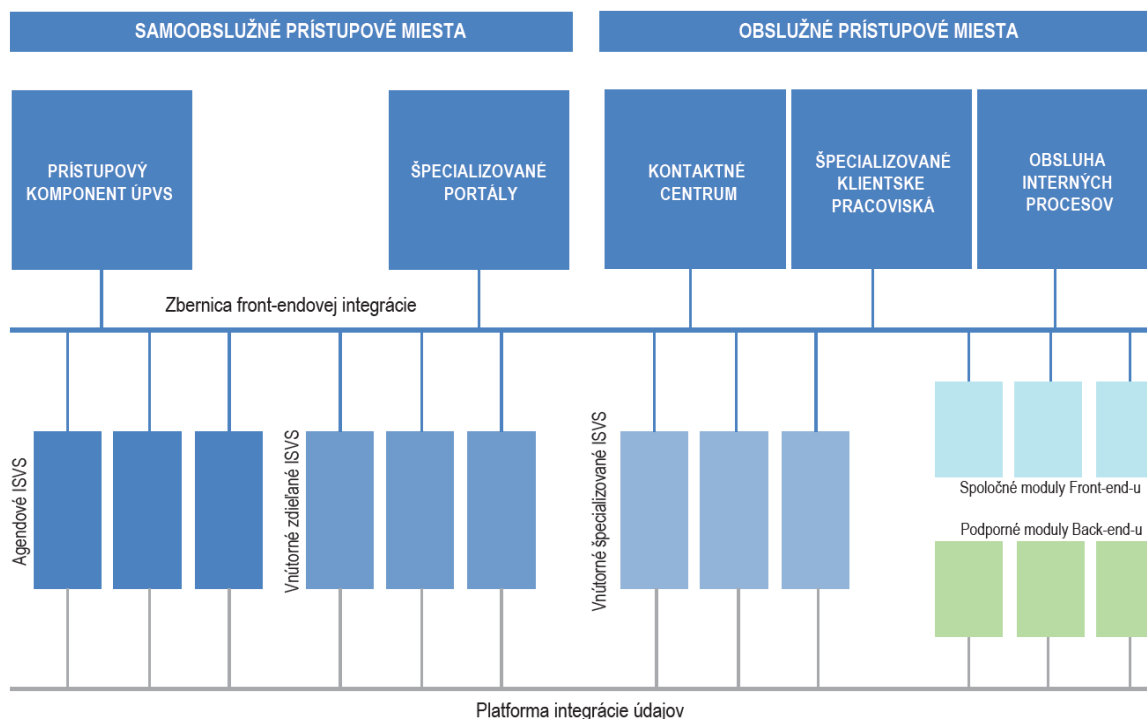 SAMOOBSLUŽNÉ PRÍSTUPOVÉ MIESTA
OBSLUŽNÉ PRÍSTUPOVÉ MIESTA
PRÍSTUPOVÝ
KOMPONENT ÚPVS
ŠPECIALIZOVANÉ
PORTÁLY
KONTAKTNÉ
CENTRUM
ŠPECIALIZOVANÉ
KLIENTSKE
PRACOVISKÁ
OBSLUHA
INTERNÝCH
PROCESOV
Zbernica front-endovej integrácie
Agendové ISVS
Vnútorné zdieľané ISVS
Vnútorné špecializované ISVS
Spoločné moduly Front-end-u
Podporné moduly Back-end-u
Platforma integrácie údajov